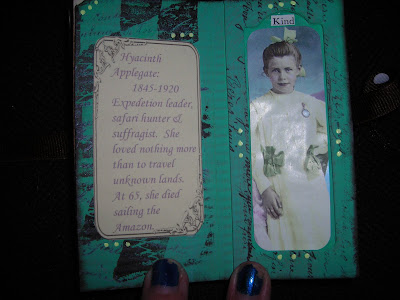 Hyacinth
Applegate:
1845-1920
Expedetion leader,
safari hunter &
suffragist. She
loved nothing more
than to travel
unknown lands.
At 65, she died
sailing the
Amazon.
Kind